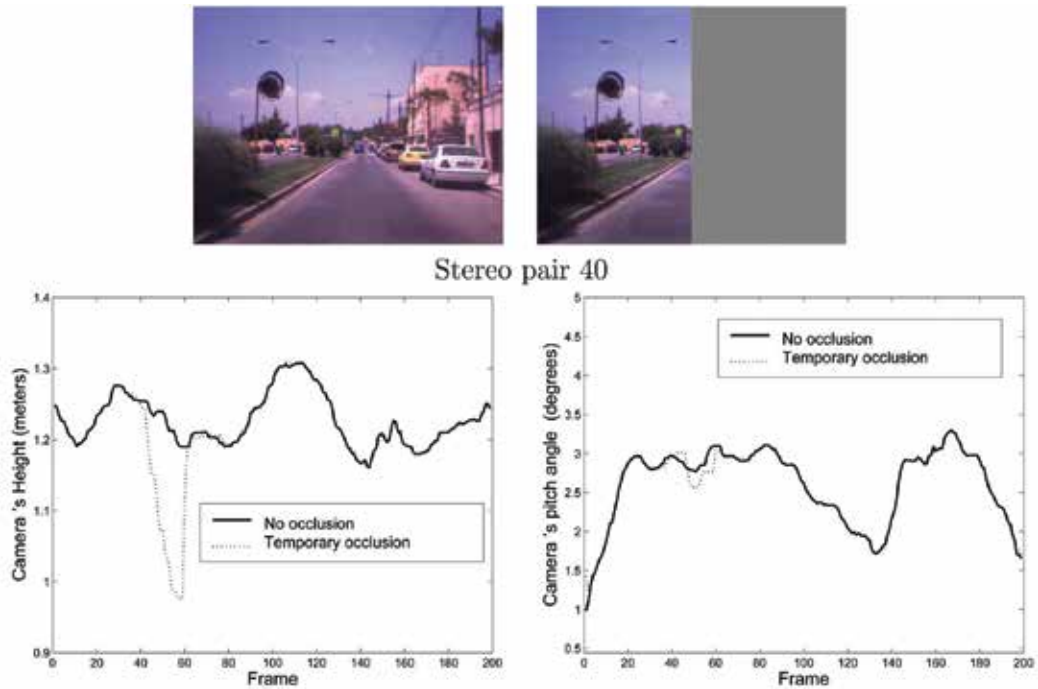 Stereo pair 40
1.4
1.3
1.2
1.1
1
0.9
0 20 40 60 80 100 120 140 160 180 200
Frame
Camera's Height (meters)
No occlusion
Temporary occlusion
5
4.5
4
3.5
3
2.5
2
1.5
1
0.5
0 20 40 60 80 100 120 140 160 180 200
Frame
Camera's pitch angle (degrees)
No occlusion
Temporary occlusion